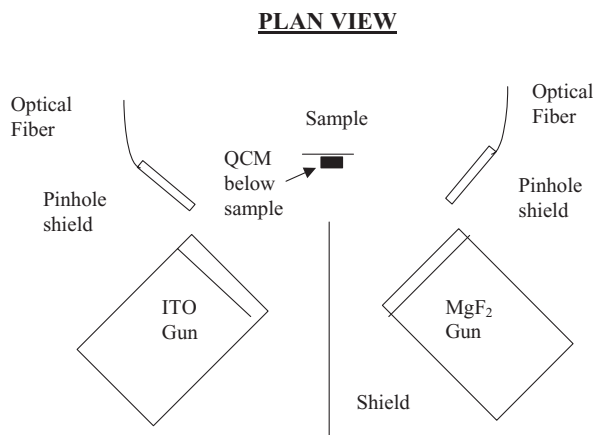 PLAN VIEW
Optical
Fiber
Sample
Optical
Fiber
QCM
below
sample
Pinhole
shield
Pinhole
shield
ITO
Gun
MgF₂
Gun
Shield